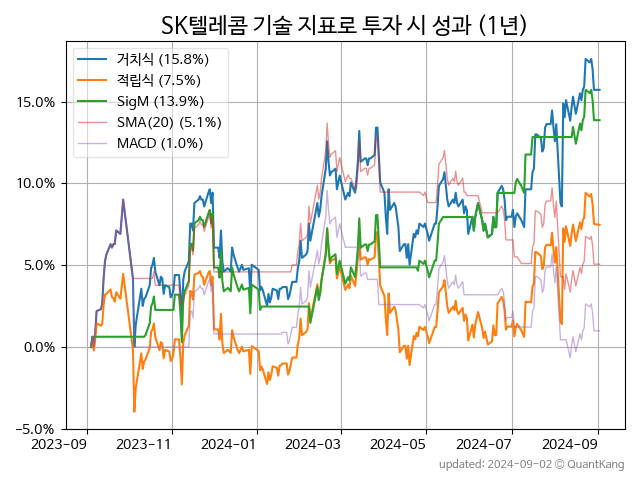 SK텔레콤 기술 지표로 투자 시 성과 (1년)
거치식 (15.8%)
적립식 (7.5%)
SigM (13.9%)
SMA(20) (5.1%)
MACD (1.0%)
15.0%
10.0%
5.0%
0.0%
−5.0%
2023-09 2023-11 2024-01 2024-03 2024-05 2024-07 2024-09
updated: 2024-09-02 @ QuantKang